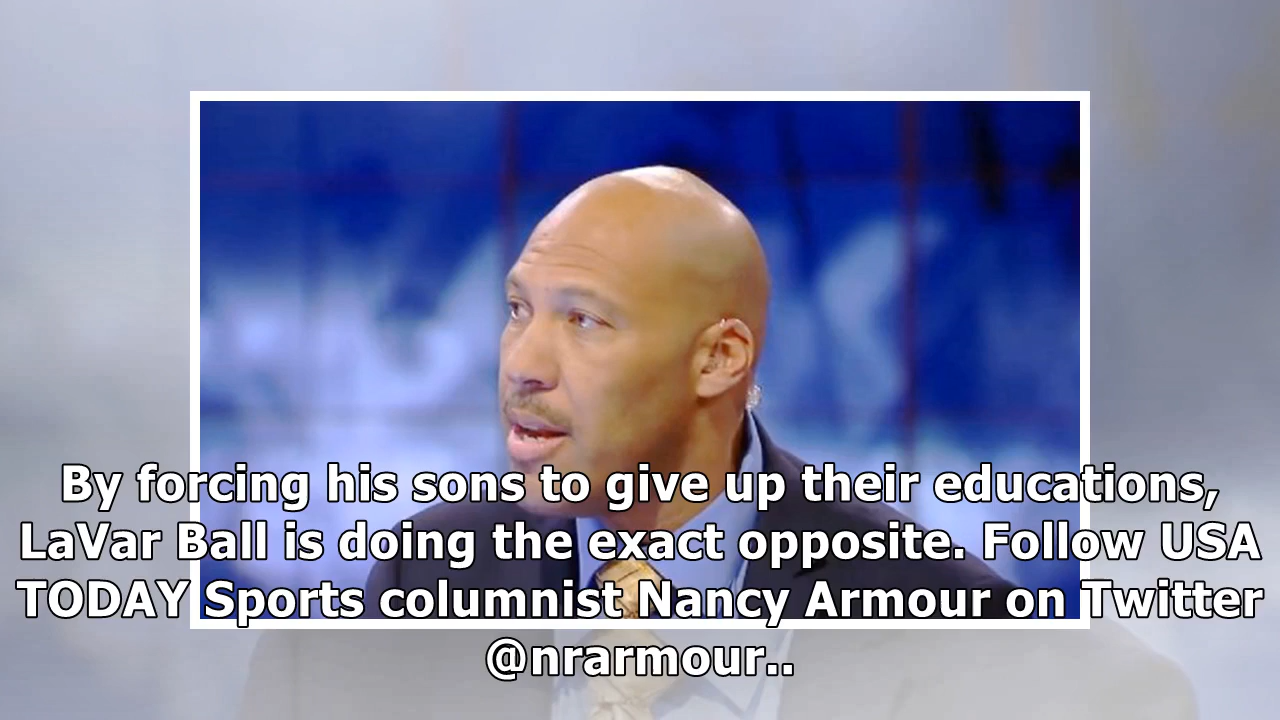 By forcing his sons to give up their educations,
LaVar Ball is doing the exact opposite. Follow USA
TODAY Sports columnist Nancy Armour on Twitter
@nrarmour..